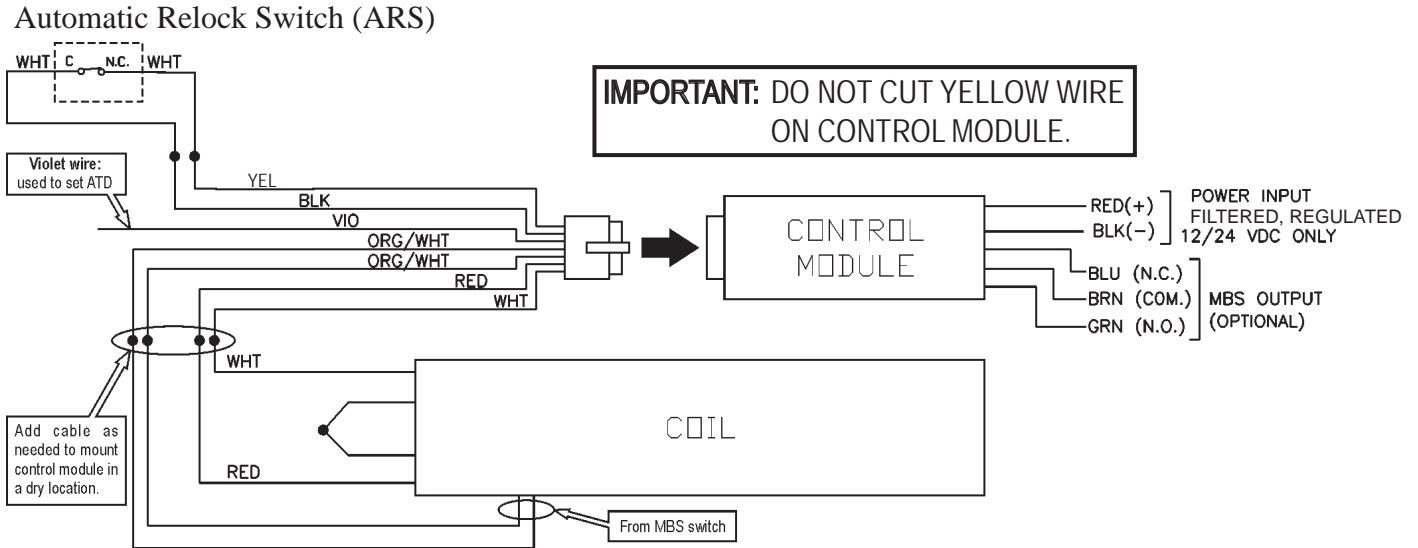 Automatic Relock Switch (ARS)
WHT C N.C. WHT
IMPORTANT: DO NOT CUT YELLOW WIRE
ON CONTROL MODULE.
Violet wire:
used to set ATD
YEL
BLK
VIO
ORG/WHT
ORG/WHT
RED
WHT
CONTROL
MODULE
RED(+)
BLK(−)
POWER INPUT
FILTERED, REGULATED
12/24 VDC ONLY
BLU (N.C.)
BRN (COM.)
GRN (N.O.)
MBS OUTPUT
(OPTIONAL)
WHT
COIL
RED
Add cable as
needed to mount
control module in
a dry location.
From MBS switch